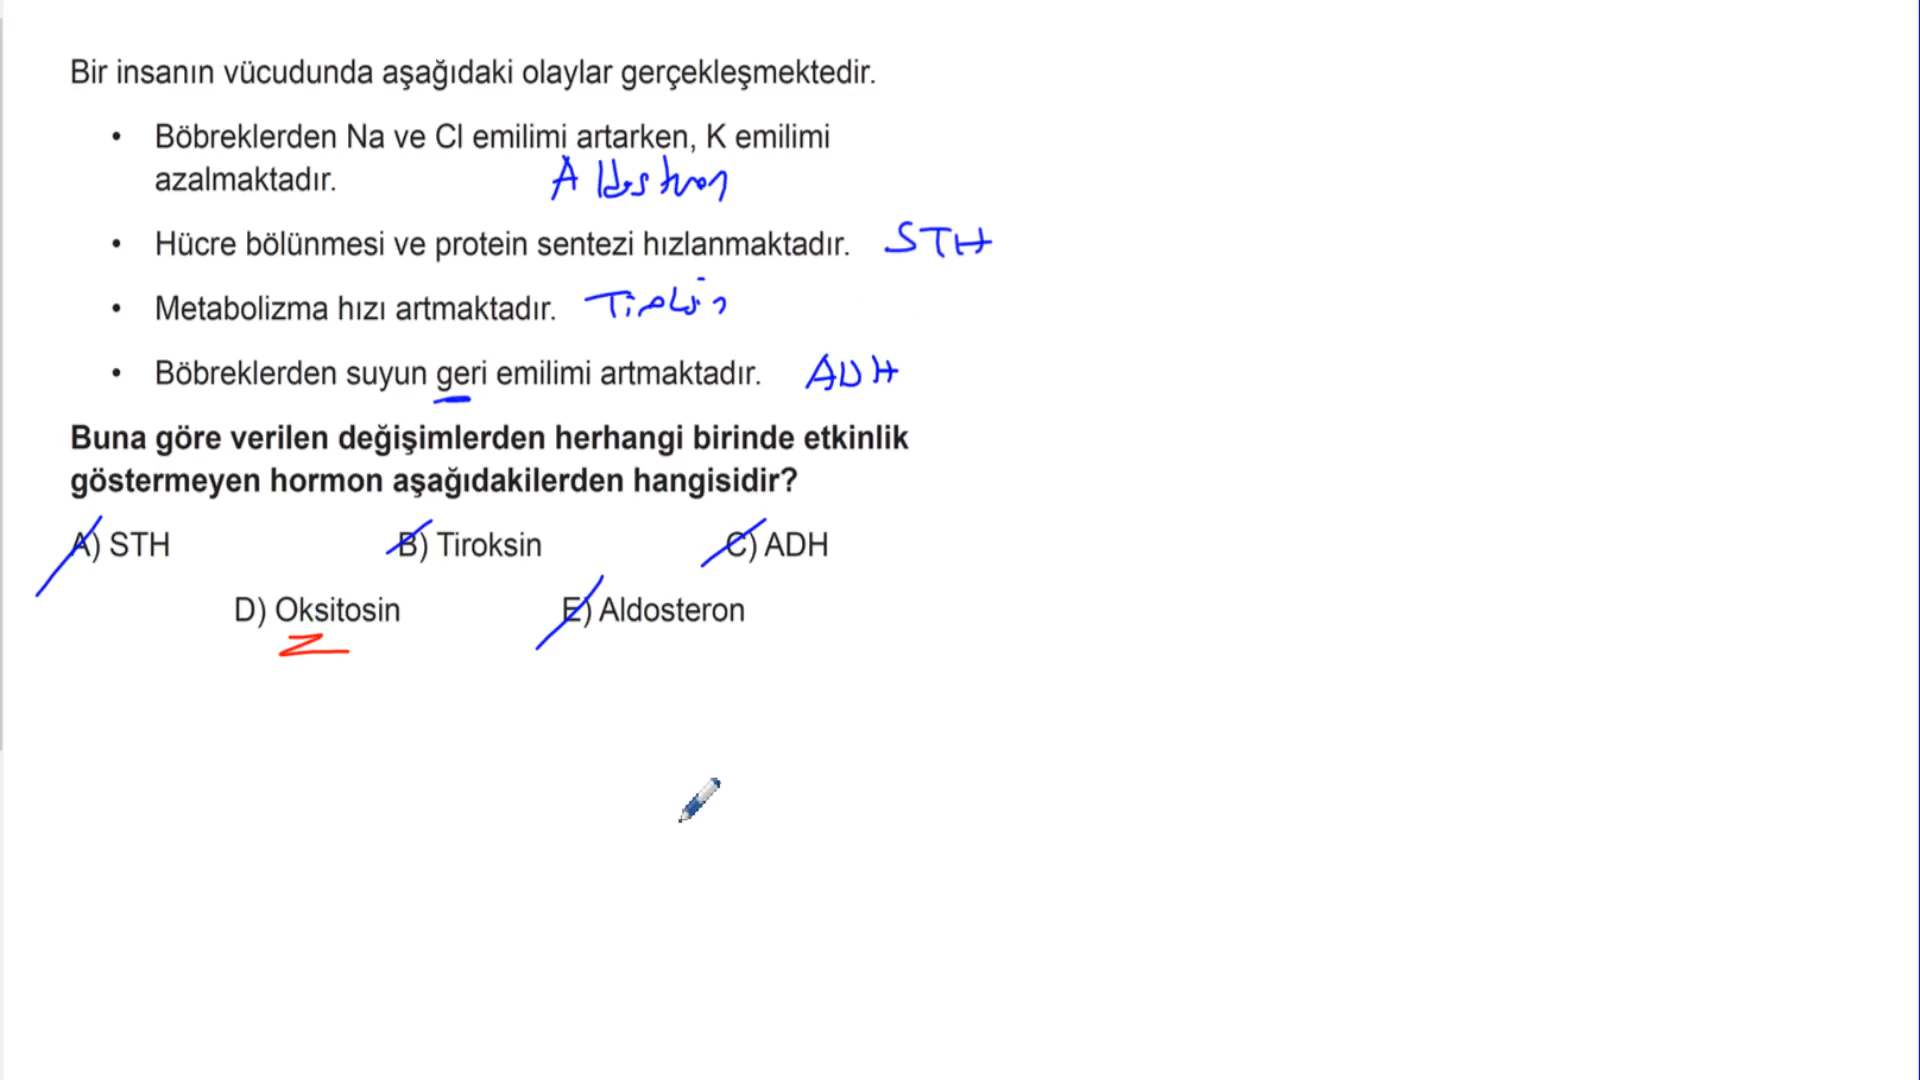 Bir insanın vücudunda aşağıdaki olaylar gerçekleşmektedir.
• Böbreklerden Na ve Cl emilimi artarken, K emilimi
azalmaktadır.
• Hücre bölünmesi ve protein sentezi hızlanmaktadır. STH
• Metabolizma hızı artmaktadır.
• Böbreklerden suyun geri emilimi artmaktadır. ADH
Buna göre verilen değişimlerden herhangi birinde etkinlik
göstermeyen hormon aşağıdakilerden hangisidir?
A) STH B) Tiroksin C) ADH
D) Oksitosin E) Aldosteron